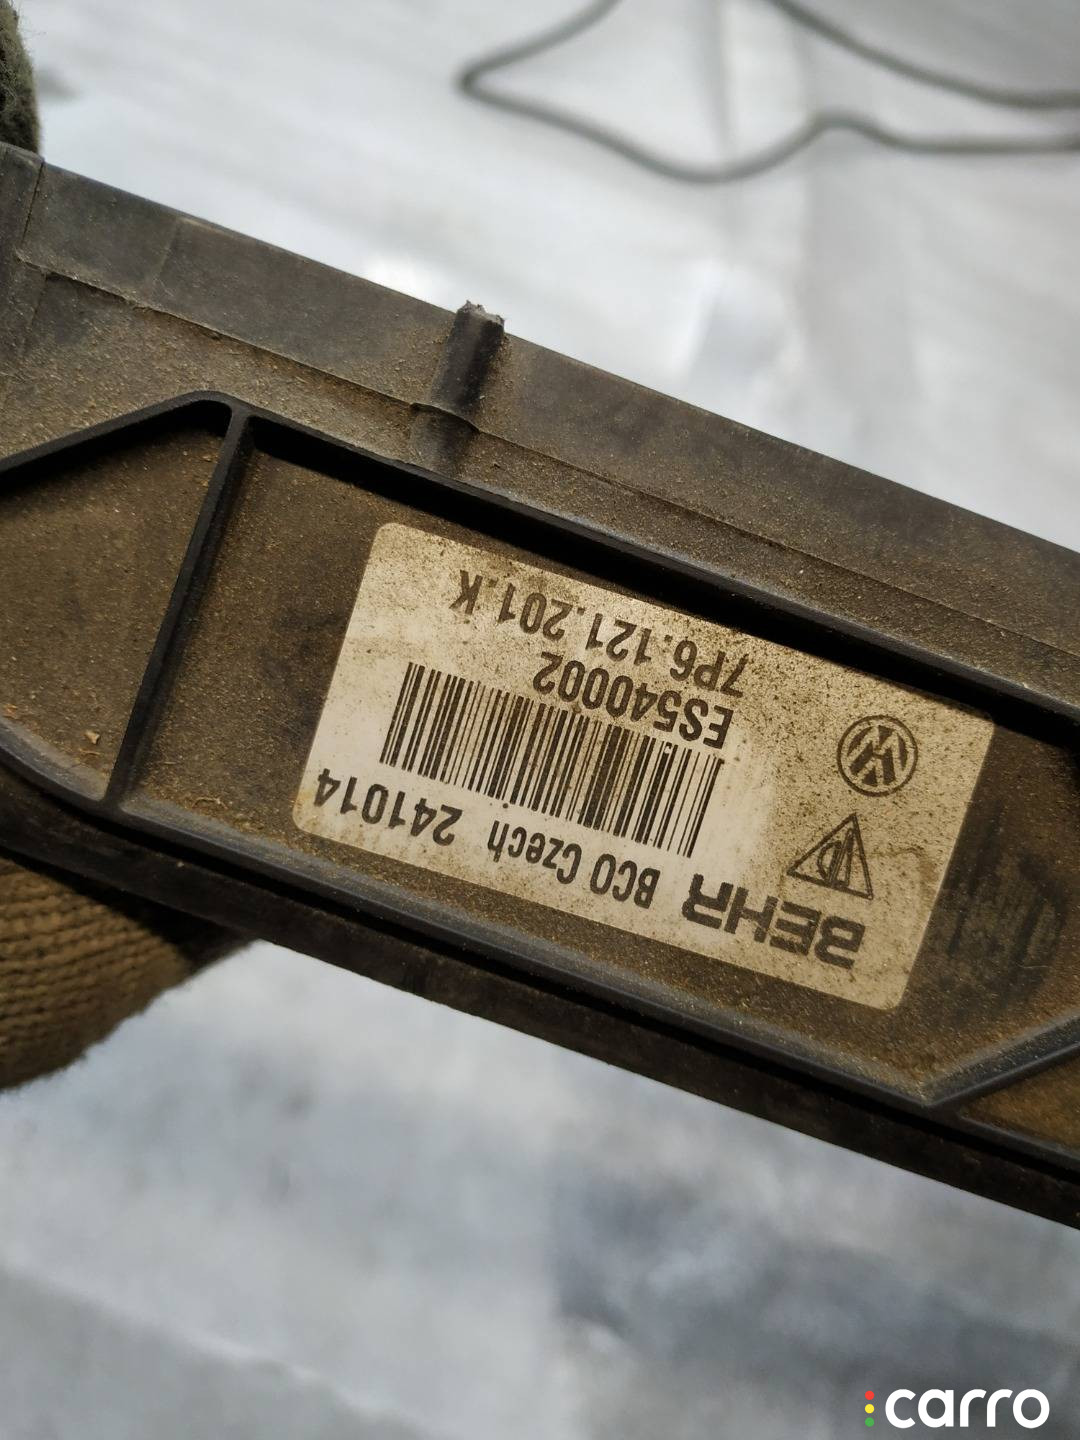 BEHR BCO Czech 241014
ES540002
7P6.121.201.K
carro